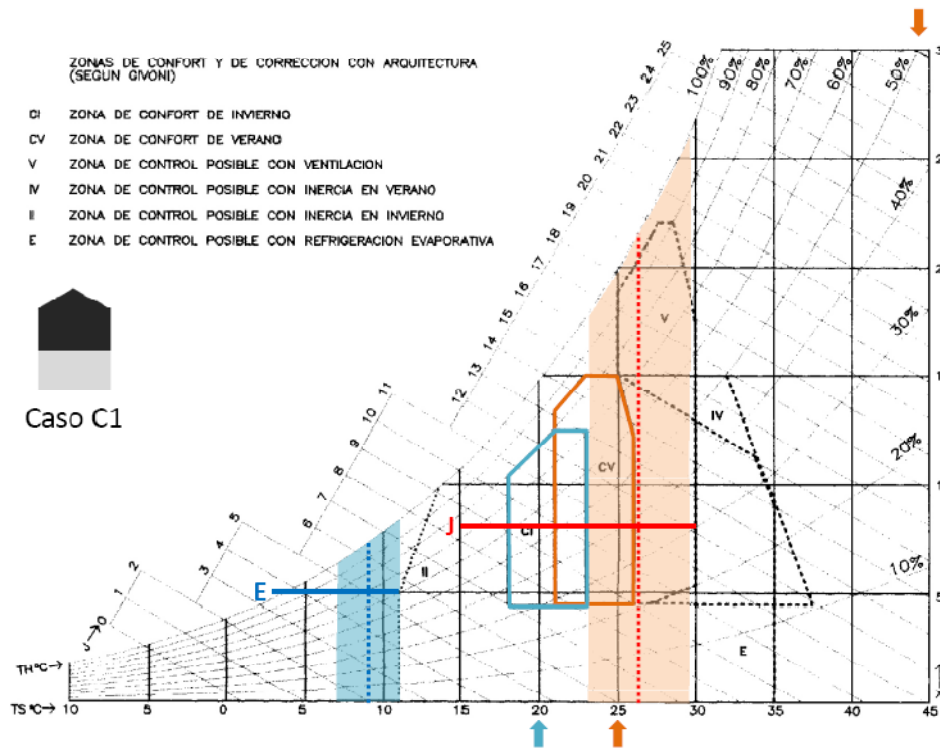 ZONAS DE CONFORT Y DE CORRECCION CON ARQUITECTURA
(SEGUN GIVONI)
CI ZONA DE CONFORT DE INVIERNO
CV ZONA DE CONFORT DE VERANO
V ZONA DE CONTROL POSIBLE CON VENTILACION
IV ZONA DE CONTROL POSIBLE CON INERCIA EN VERANO
II ZONA DE CONTROL POSIBLE CON INERCIA EN INVIERNO
E ZONA DE CONTROL POSIBLE CON REFRIGERACION EVAPORATIVA
Caso C1
100% 90% 80% 70% 60% 50%
40%
30%
20%
10%
25
24
23
22
21
20
19
18
17
16
15
14
13
12
11
10
9
8
7
6
5
4
3
2
1
0
V
IV
CV
CI
J
II
E
E
TH ºC→
TS ºC→ 10 5 0 5 10 15 20 25 30 35 40 45